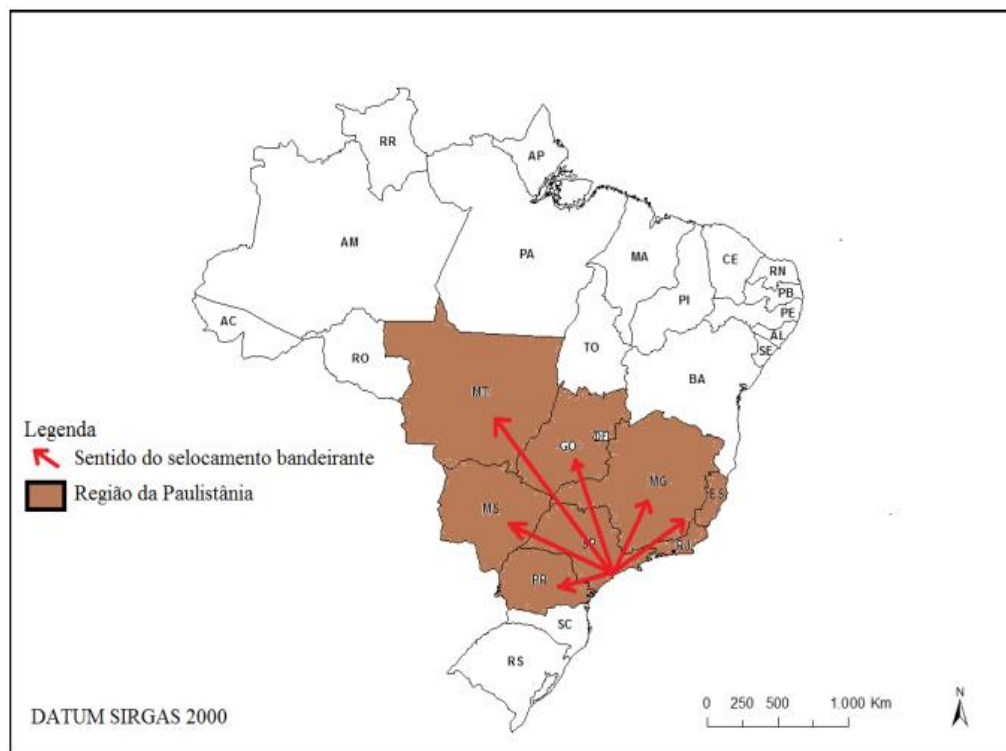 RR
AP
AM
PA
MA
CE
RN
PB
PE
AL
SE
PI
AC
RO
TO
BA
MT
GO
DF
MG
ES
MS
SP
RJ
PR
SC
RS
Legenda
Sentido do selocamento bandeirante
Região da Paulistânia
DATUM SIRGAS 2000
0 250 500 1.000 Km
N